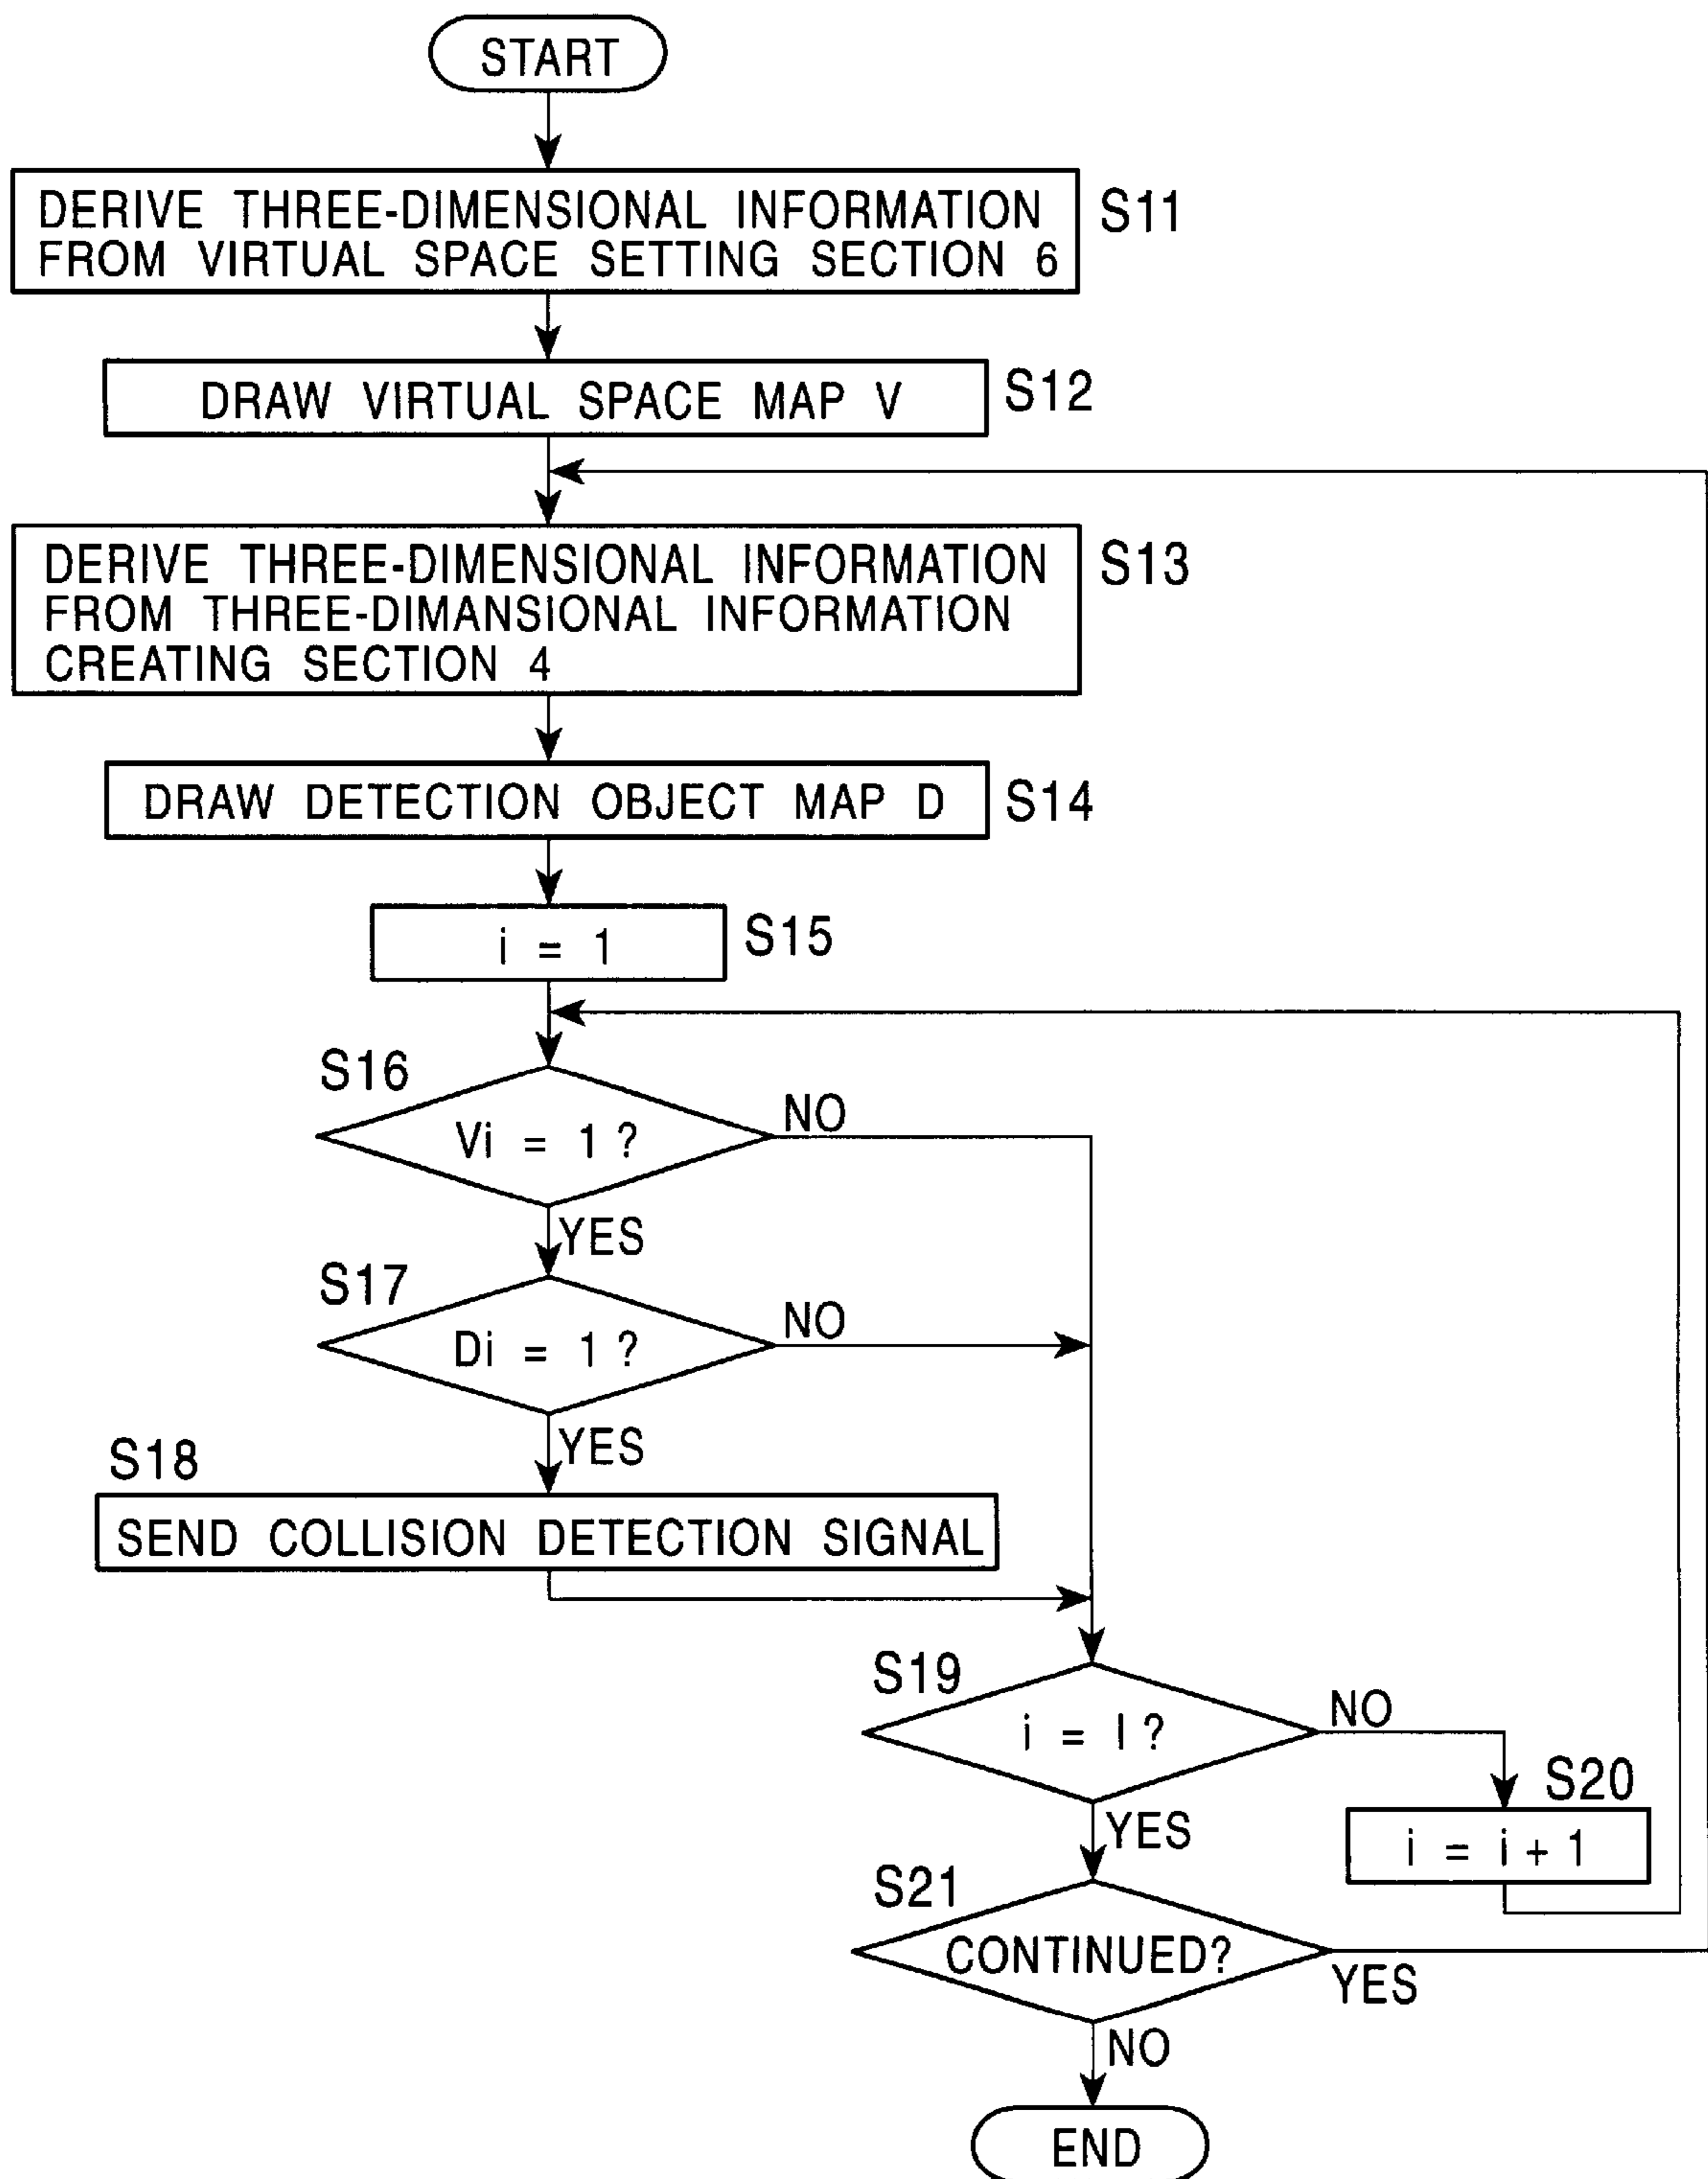 START
DERIVE THREE-DIMENSIONAL INFORMATION
FROM VIRTUAL SPACE SETTING SECTION 6
S11
DRAW VIRTUAL SPACE MAP V
S12
DERIVE THREE-DIMENSIONAL INFORMATION
FROM THREE-DIMANSIONAL INFORMATION
CREATING SECTION 4
S13
DRAW DETECTION OBJECT MAP D
S14
i = 1
S15
S16
Vi = 1 ?
NO
YES
S17
Di = 1 ?
NO
YES
S18
SEND COLLISION DETECTION SIGNAL
S19
i = I ?
NO
S20
i = i + 1
YES
S21
CONTINUED?
YES
NO
END